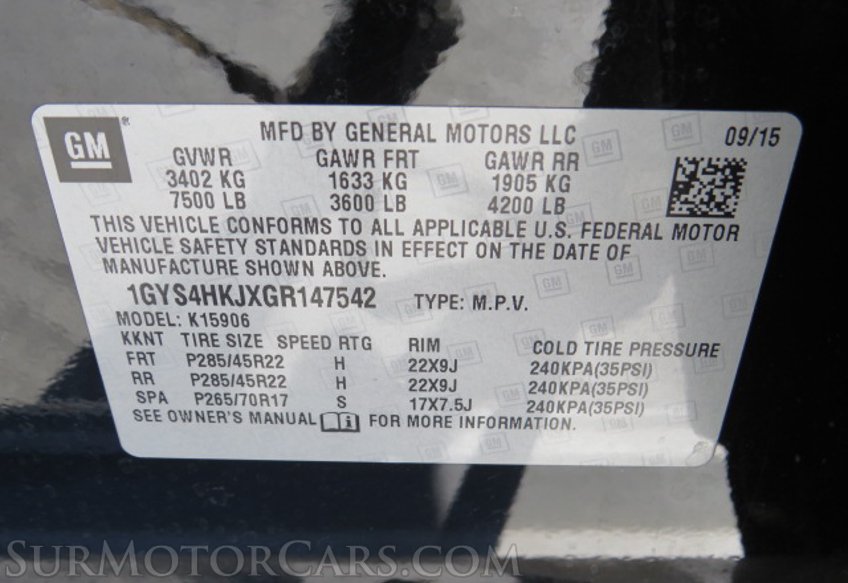 GM ® MFD BY GENERAL MOTORS LLC 09/15
GVWR GAWR FRT GAWR RR
3402 KG 1633 KG 1905 KG
7500 LB 3600 LB 4200 LB
THIS VEHICLE CONFORMS TO ALL APPLICABLE U.S. FEDERAL MOTOR
VEHICLE SAFETY STANDARDS IN EFFECT ON THE DATE OF
MANUFACTURE SHOWN ABOVE.
1GYS4HKJXGR147542 TYPE: M.P.V.
MODEL: K15906
KKNT TIRE SIZE SPEED RTG RIM COLD TIRE PRESSURE
FRT P285/45R22 H 22X9J 240KPA(35PSI)
RR P285/45R22 H 22X9J 240KPA(35PSI)
SPA P265/70R17 S 17X7.5J 240KPA(35PSI)
SEE OWNER'S MANUAL i FOR MORE INFORMATION.
SURMOTORCARS.COM